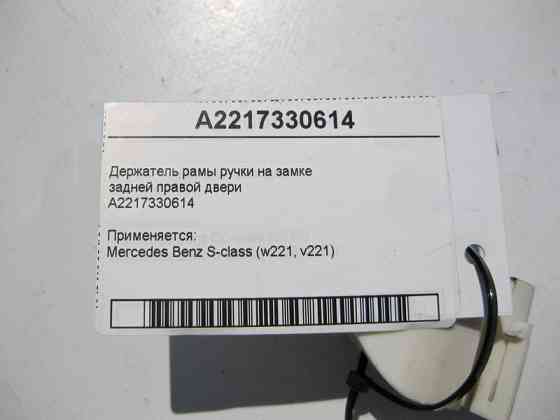 A2217330614
Держатель рамы ручки на замке
задней правой двери
A2217330614
Применяется:
Mercedes Benz S-class (w221, v221)